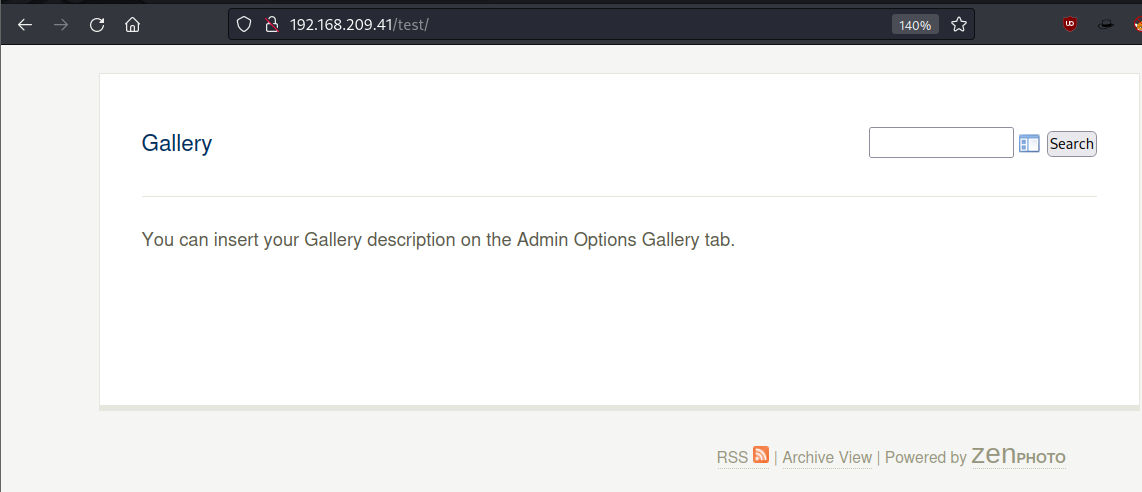 192.168.209.41/test/ 140%
Gallery Search
You can insert your Gallery description on the Admin Options Gallery tab.
RSS | Archive View | Powered by zenPHOTO